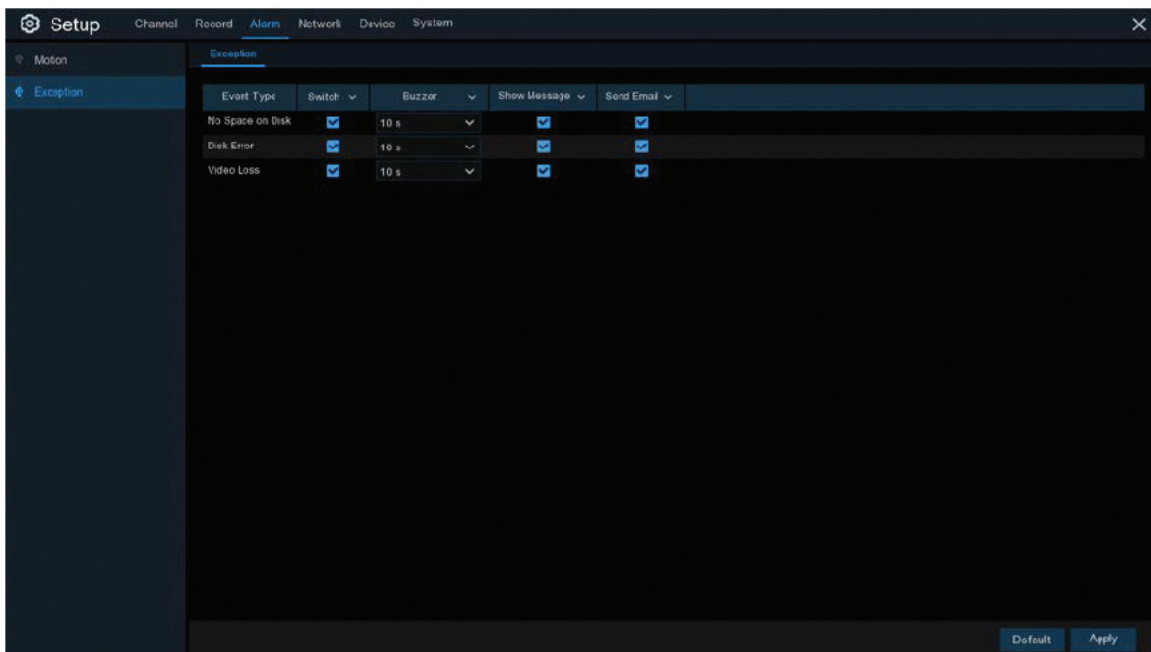 Setup Channel Record Alarm Network Device System
Motion
Exception
Exception
Event Type Switch Buzzer Show Message Send Email
No Space on Disk 10 s
Disk Error 10 s
Video Loss 10 s
Default Apply